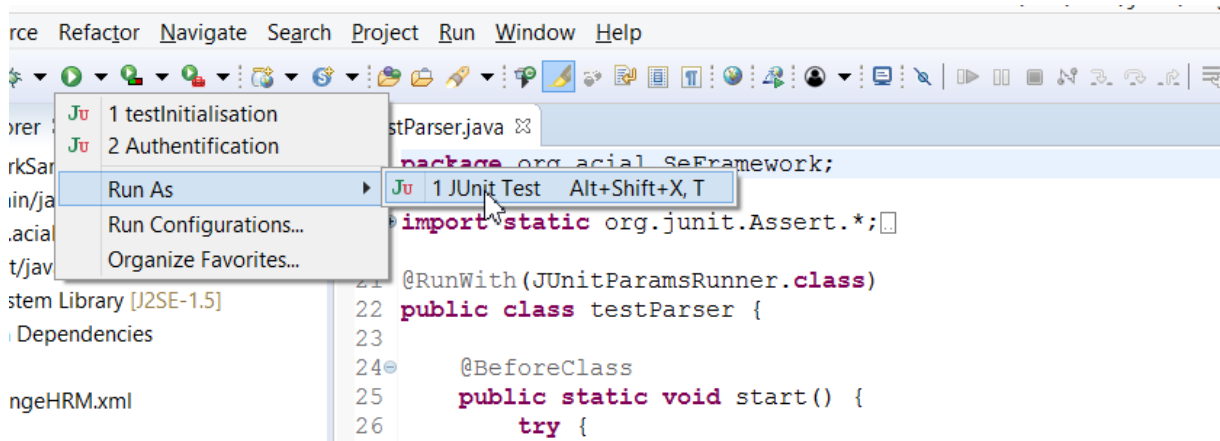 rce Refactor Navigate Search Project Run Window Help
orer
stParser.java
1 testInitialisation
2 Authentification
Run As
Run Configurations...
Organize Favorites...
1 JUnit Test Alt+Shift+X, T
rkSar
in/ja
.acial
t/jav
stem Library [J2SE-1.5]
Dependencies
ngeHRM.xml
package org.acial.SeFramework;
import static org.junit.Assert.*;
21 @RunWith(JUnitParamsRunner.class)
22 public class testParser {
23
24 @BeforeClass
25 public static void start() {
26 try {